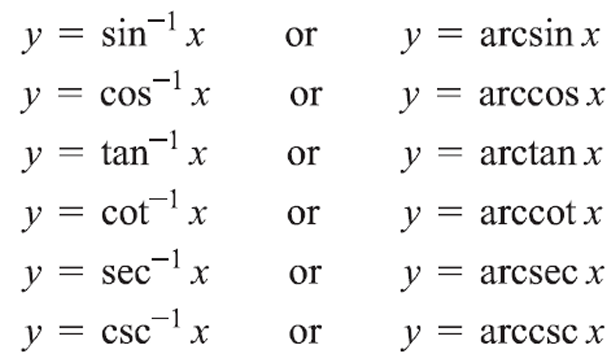 y = sin⁻¹ x or y = arcsin x
y = cos⁻¹ x or y = arccos x
y = tan⁻¹ x or y = arctan x
y = cot⁻¹ x or y = arccot x
y = sec⁻¹ x or y = arcsec x
y = csc⁻¹ x or y = arccsc x